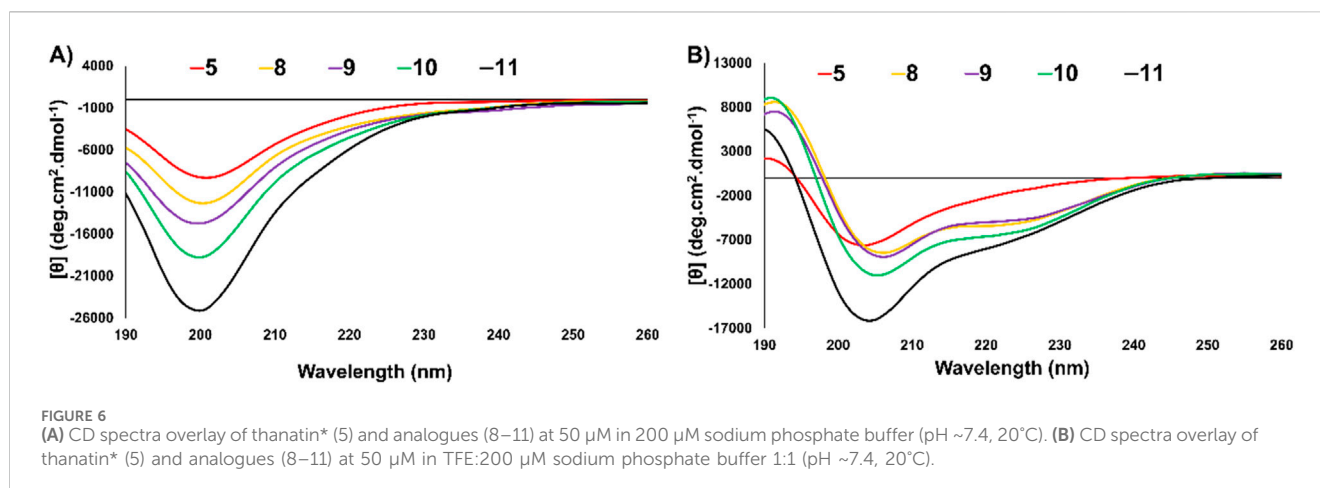 A)
4000
-1000
-6000
-11000
-16000
-21000
-26000
[θ] (deg.cm².dmol⁻¹)
5 8 9 10 11
190 200 210 220 230 240 250 260
Wavelength (nm)
B)
13000
8000
3000
-2000
-7000
-12000
-17000
[θ] (deg.cm².dmol⁻¹)
5 8 9 10 11
190 200 210 220 230 240 250 260
Wavelength (nm)
FIGURE 6
(A) CD spectra overlay of thanatin* (5) and analogues (8–11) at 50 µM in 200 µM sodium phosphate buffer (pH ~7.4, 20°C). (B) CD spectra overlay of
thanatin* (5) and analogues (8–11) at 50 µM in TFE:200 µM sodium phosphate buffer 1:1 (pH ~7.4, 20°C).